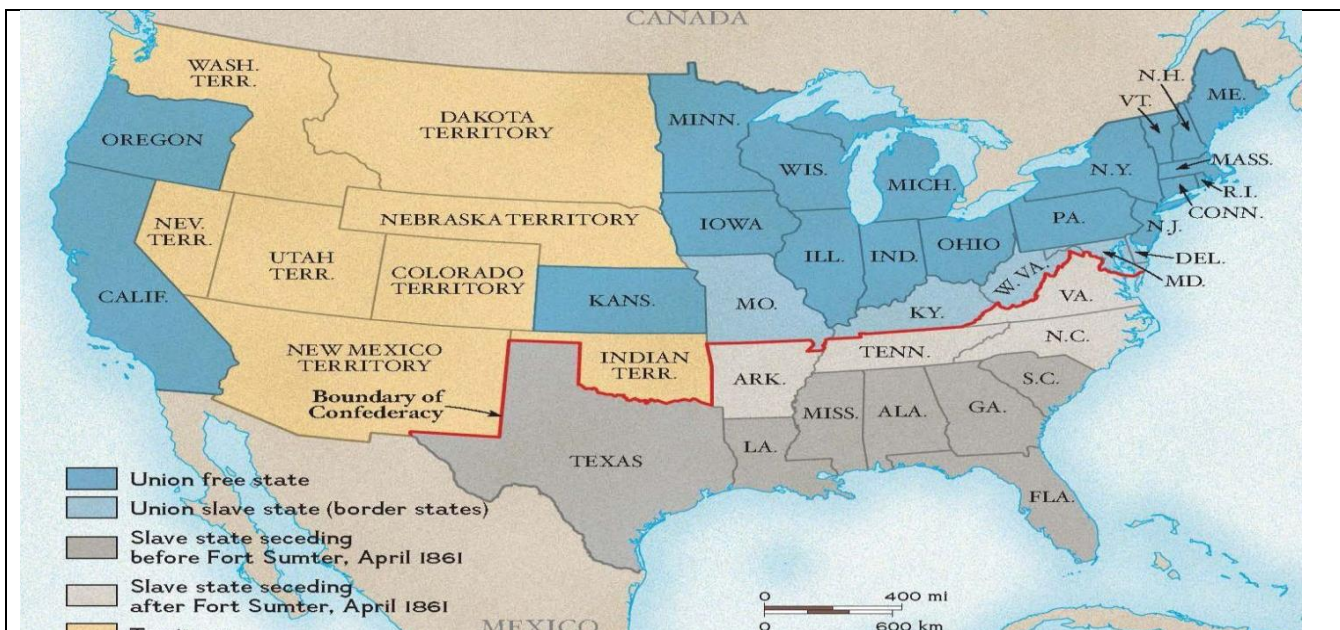 CANADA
WASH.
TERR.
OREGON
DAKOTA
TERRITORY
MINN.
WIS.
MICH.
N.H.
VT.
ME.
N.Y.
MASS.
R.I.
CONN.
NEV.
TERR.
UTAH
TERR.
NEBRASKA TERRITORY
COLORADO
TERRITORY
IOWA
ILL.
IND.
OHIO
PA.
N.J.
DEL.
MD.
W. VA.
VA.
CALIF.
KANS.
MO.
KY.
NEW MEXICO
TERRITORY
INDIAN
TERR.
ARK.
TENN.
N.C.
S.C.
Boundary of
Confederacy
TEXAS
LA.
MISS.
ALA.
GA.
FLA.
Union free state
Union slave state (border states)
Slave state seceding
before Fort Sumter, April 1861
Slave state seceding
after Fort Sumter, April 1861
MEXICO
0 400 mi
0 600 km